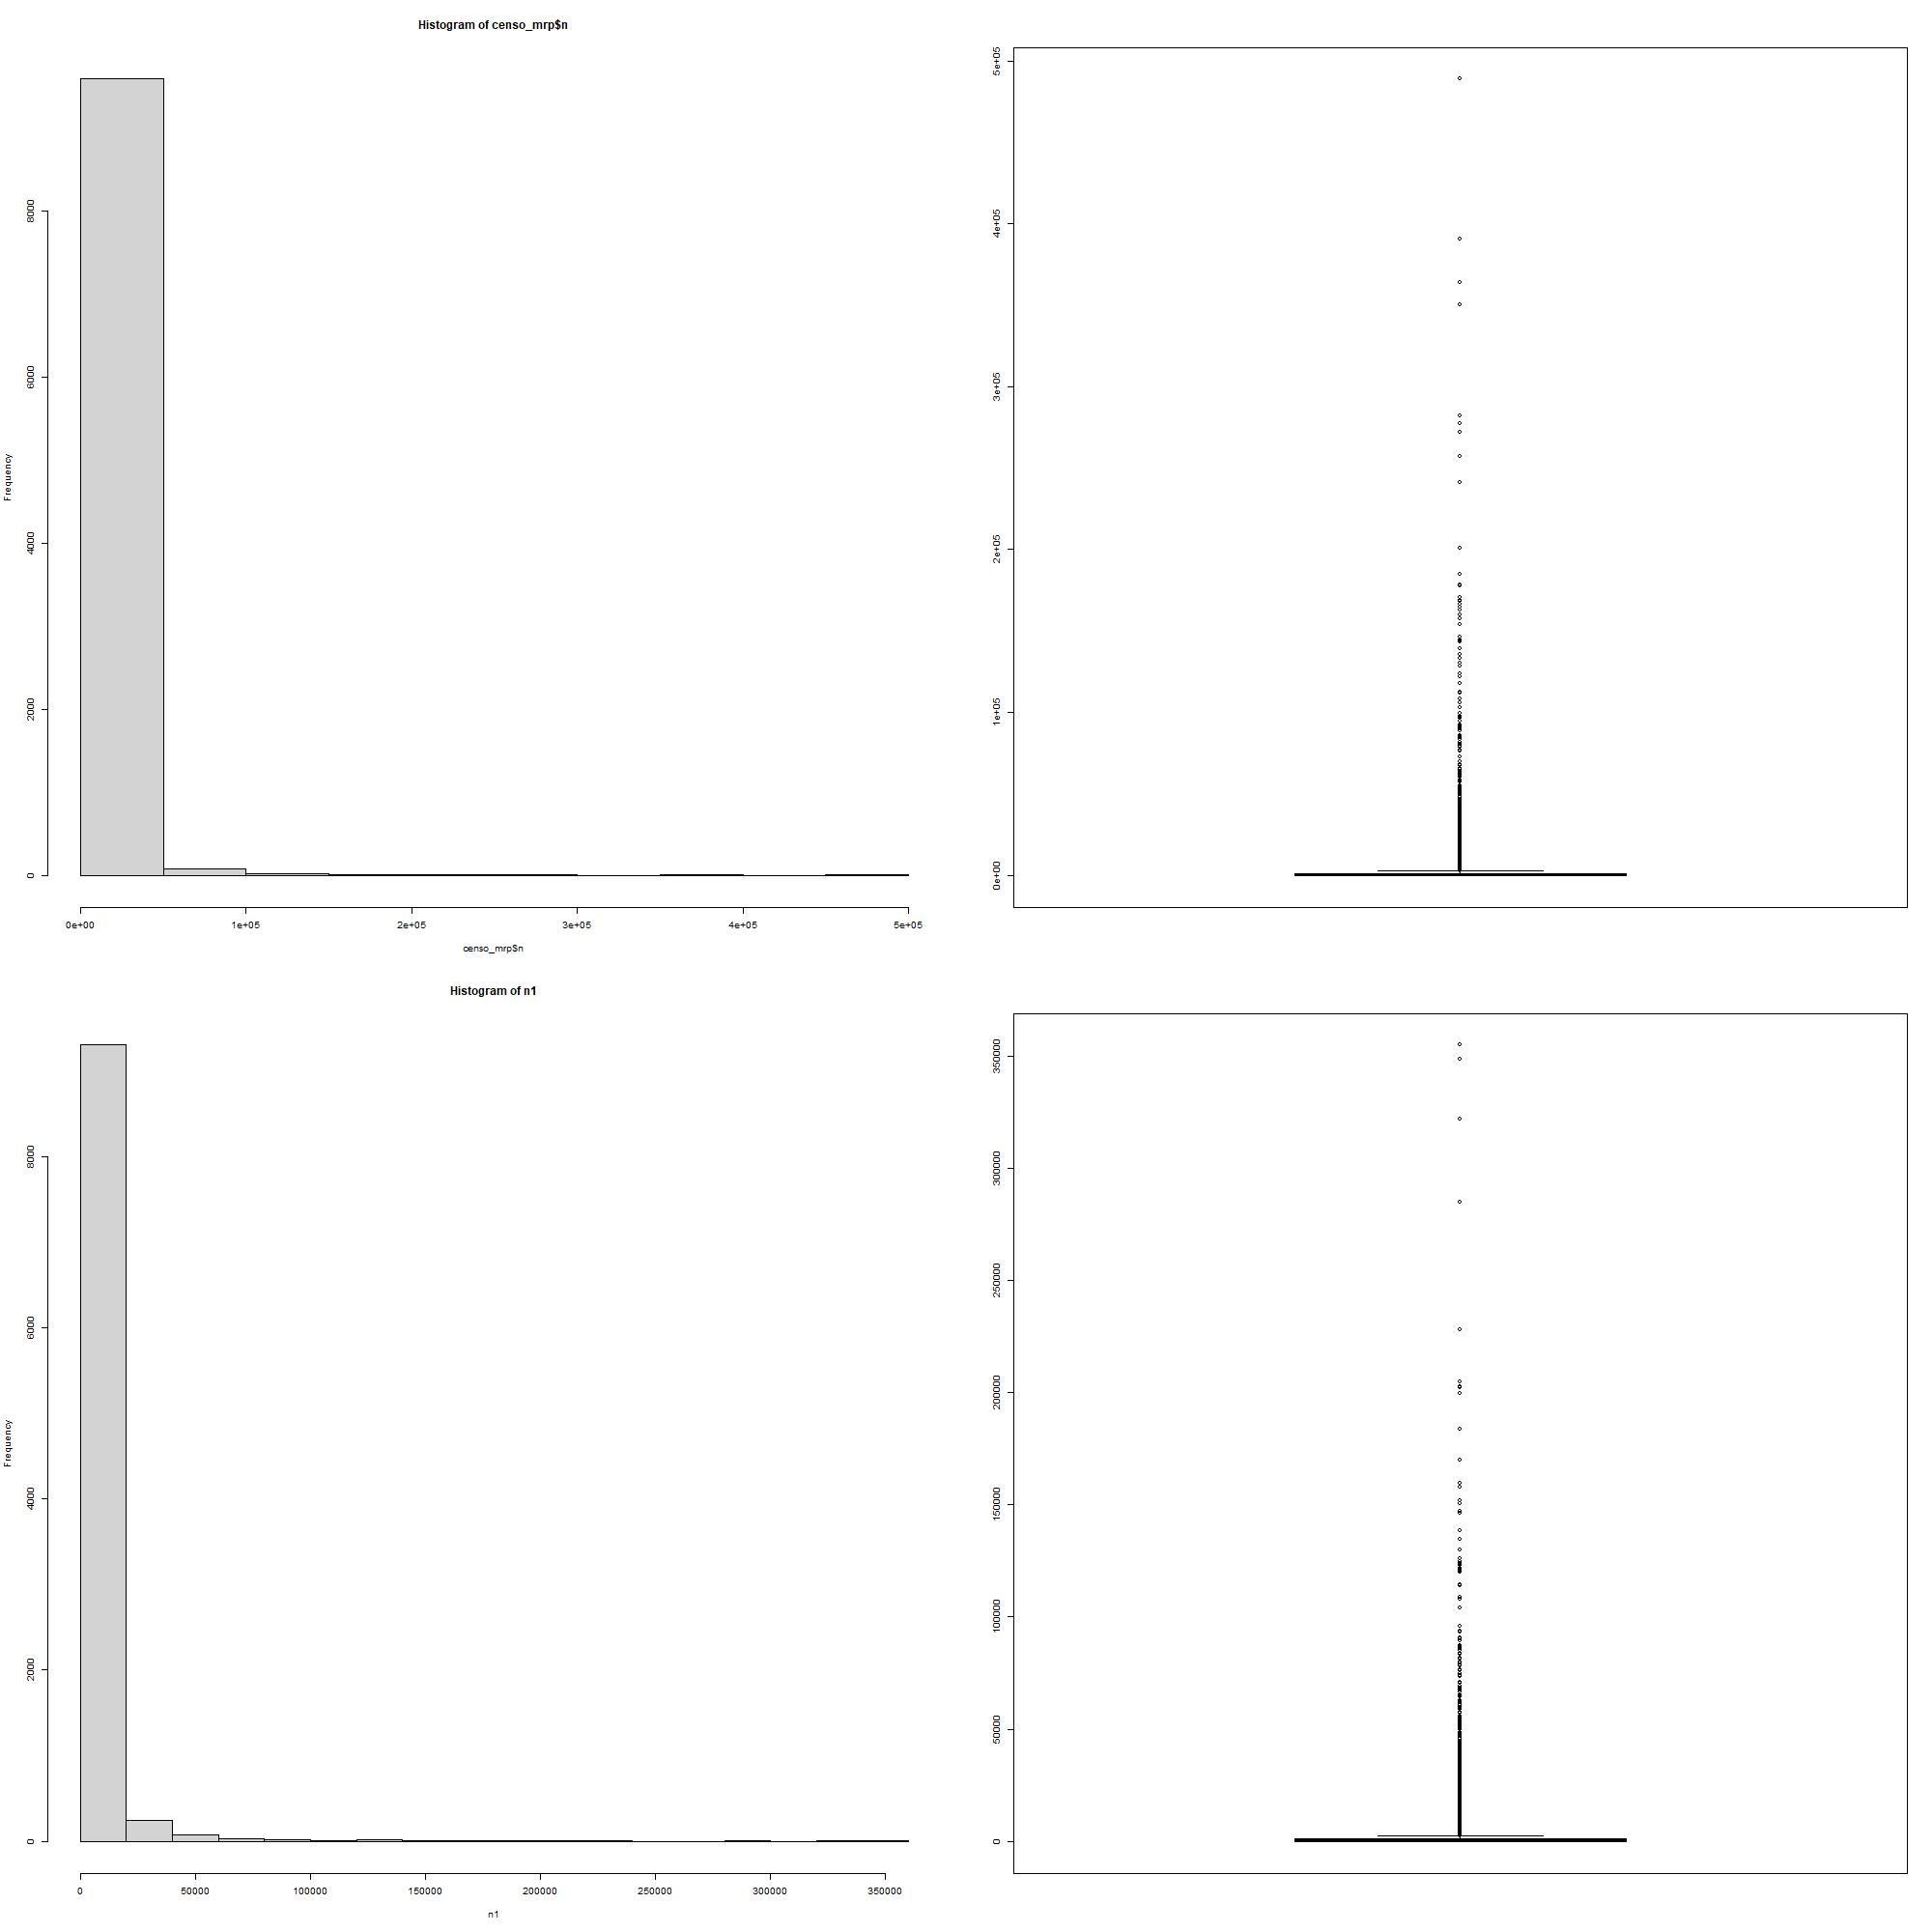 Histogram of censo_mrp$n
Frequency
8000
6000
4000
2000
0
0e+00 1e+05 2e+05 3e+05 4e+05 5e+05
censo_mrp$n
5e+05
4e+05
3e+05
2e+05
1e+05
0e+00
Histogram of n1
Frequency
8000
6000
4000
2000
0
0 50000 100000 150000 200000 250000 300000 350000
n1
350000
300000
250000
200000
150000
100000
50000
0